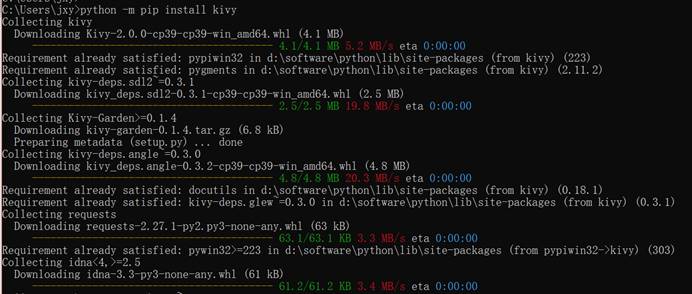 C:\Users\jxy>python -m pip install kivy
Collecting kivy
Downloading Kivy-2.0.0-cp39-cp39-win_amd64.whl (4.1 MB)
4.1/4.1 MB 5.2 MB/s eta 0:00:00
Requirement already satisfied: pypiwin32 in d:\software\python\lib\site-packages (from kivy) (223)
Requirement already satisfied: pygments in d:\software\python\lib\site-packages (from kivy) (2.11.2)
Collecting kivy-deps.sdl2~=0.3.1
Downloading kivy_deps.sdl2-0.3.1-cp39-cp39-win_amd64.whl (2.5 MB)
2.5/2.5 MB 19.8 MB/s eta 0:00:00
Collecting Kivy-Garden>=0.1.4
Downloading kivy-garden-0.1.4.tar.gz (6.8 kB)
Preparing metadata (setup.py) ... done
Collecting kivy-deps.angle~=0.3.0
Downloading kivy_deps.angle-0.3.2-cp39-cp39-win_amd64.whl (4.8 MB)
4.8/4.8 MB 20.3 MB/s eta 0:00:00
Requirement already satisfied: docutils in d:\software\python\lib\site-packages (from kivy) (0.18.1)
Requirement already satisfied: kivy-deps.glew~=0.3.0 in d:\software\python\lib\site-packages (from kivy) (0.3.1)
Collecting requests
Downloading requests-2.27.1-py2.py3-none-any.whl (63 kB)
63.1/63.1 KB 3.3 MB/s eta 0:00:00
Requirement already satisfied: pywin32>=223 in d:\software\python\lib\site-packages (from pypiwin32->kivy) (303)
Collecting idna<4,>=2.5
Downloading idna-3.3-py3-none-any.whl (61 kB)
61.2/61.2 KB 3.4 MB/s eta 0:00:00